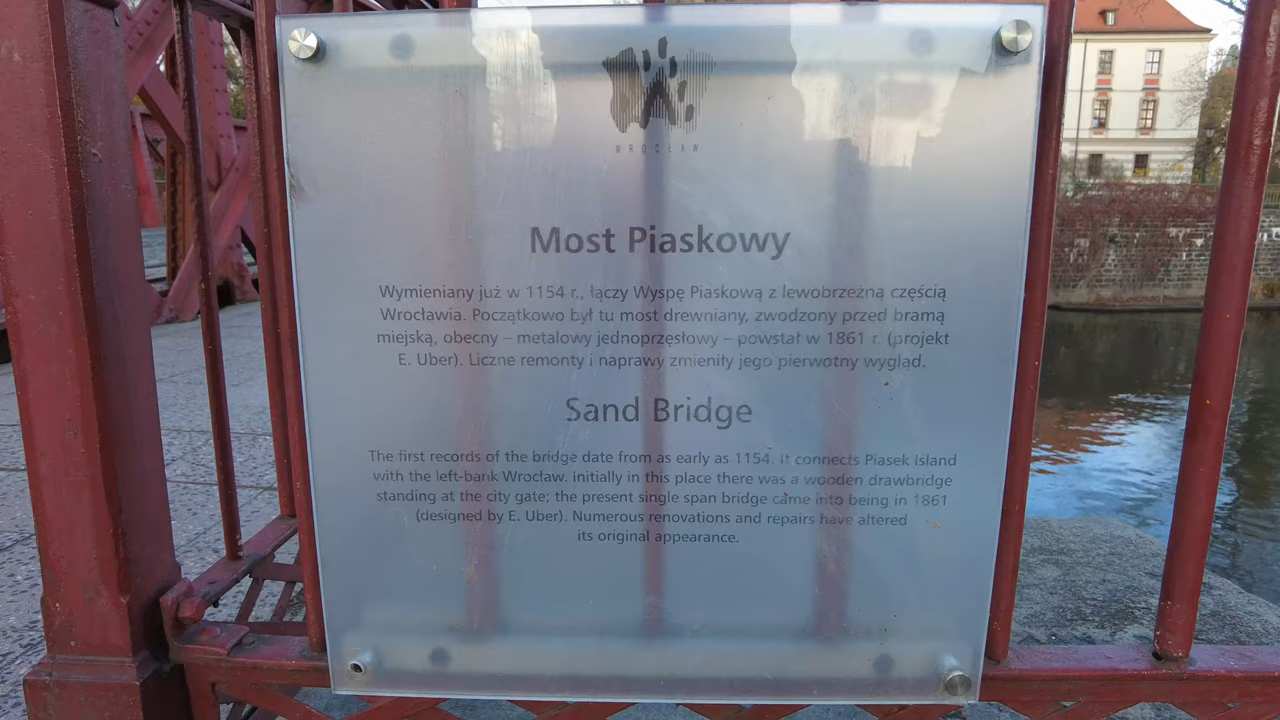 WROCŁAW
Most Piaskowy
Wymieniany już w 1154 r., łączy Wyspę Piaskową z lewobrzeżną częścią
Wrocławia. Początkowo był tu most drewniany, zwodzony przed bramą
miejską, obecny – metalowy jednoprzęsłowy – powstał w 1861 r. (projekt
E. Uber). Liczne remonty i naprawy zmieniły jego pierwotny wygląd.
Sand Bridge
The first records of the bridge date from as early as 1154. It connects Piasek Island
with the left-bank Wrocław. Initially in this place there was a wooden drawbridge
standing at the city gate; the present single span bridge came into being in 1861
(designed by E. Uber). Numerous renovations and repairs have altered
its original appearance.